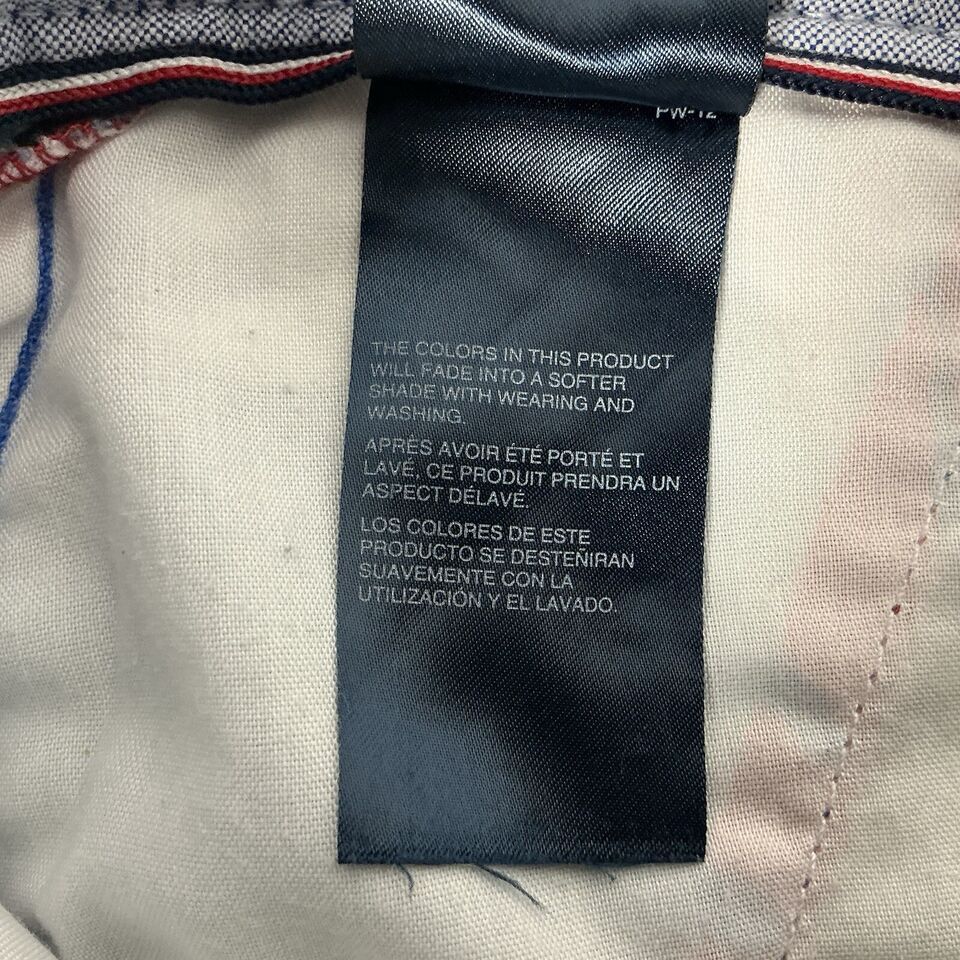 PW-12
THE COLORS IN THIS PRODUCT
WILL FADE INTO A SOFTER
SHADE WITH WEARING AND
WASHING.
APRÈS AVOIR ÉTÉ PORTÉ ET
LAVÉ, CE PRODUIT PRENDRA UN
ASPECT DÉLAVÉ.
LOS COLORES DE ESTE
PRODUCTO SE DESTEÑIRAN
SUAVEMENTE CON LA
UTILIZACIÓN Y EL LAVADO.